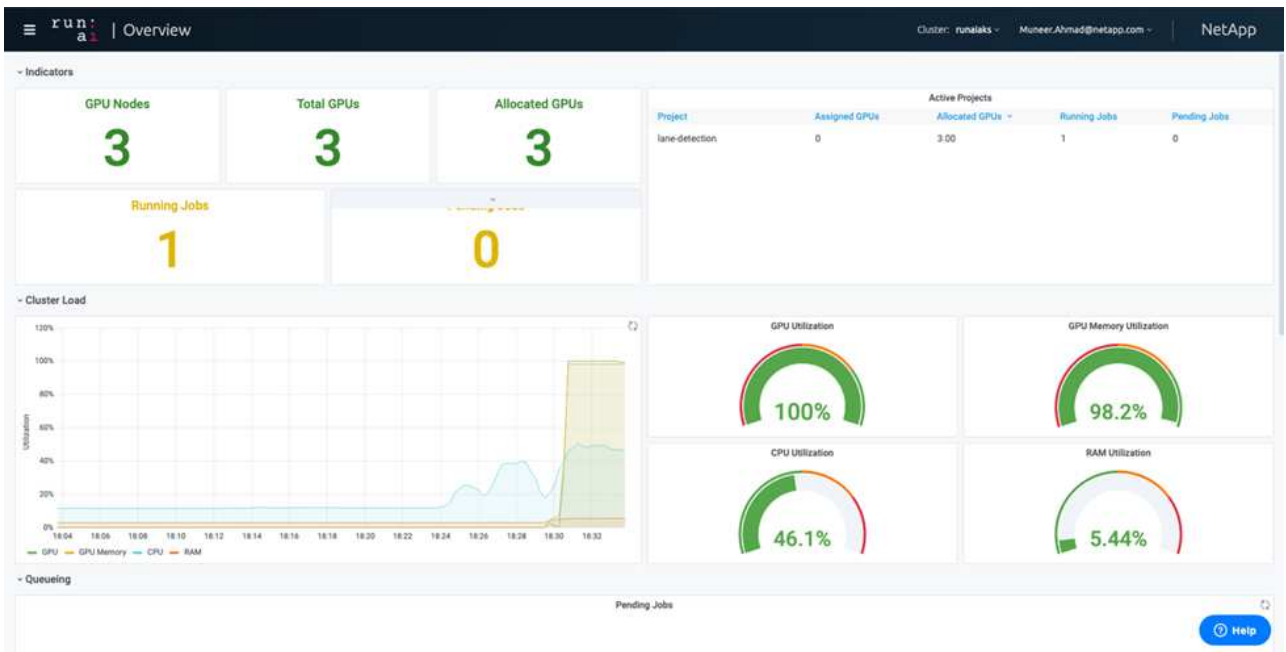 run: ai | Overview
Cluster: runaiaks
Muneer.Ahmad@netapp.com
NetApp
Indicators
GPU Nodes
3
Total GPUs
3
Allocated GPUs
3
Active Projects
Project Assigned GPUs Allocated GPUs Running Jobs Pending Jobs
lane-detection 0 3.00 1 0
Running Jobs
1
0
Cluster Load
120%
100%
80%
60%
40%
20%
0%
Utilization
18:04 18:06 18:08 18:10 18:12 18:14 18:16 18:18 18:20 18:22 18:24 18:26 18:28 18:30 18:32
GPU GPU Memory CPU RAM
GPU Utilization
100%
GPU Memory Utilization
98.2%
CPU Utilization
46.1%
RAM Utilization
5.44%
Queueing
Pending Jobs
Help